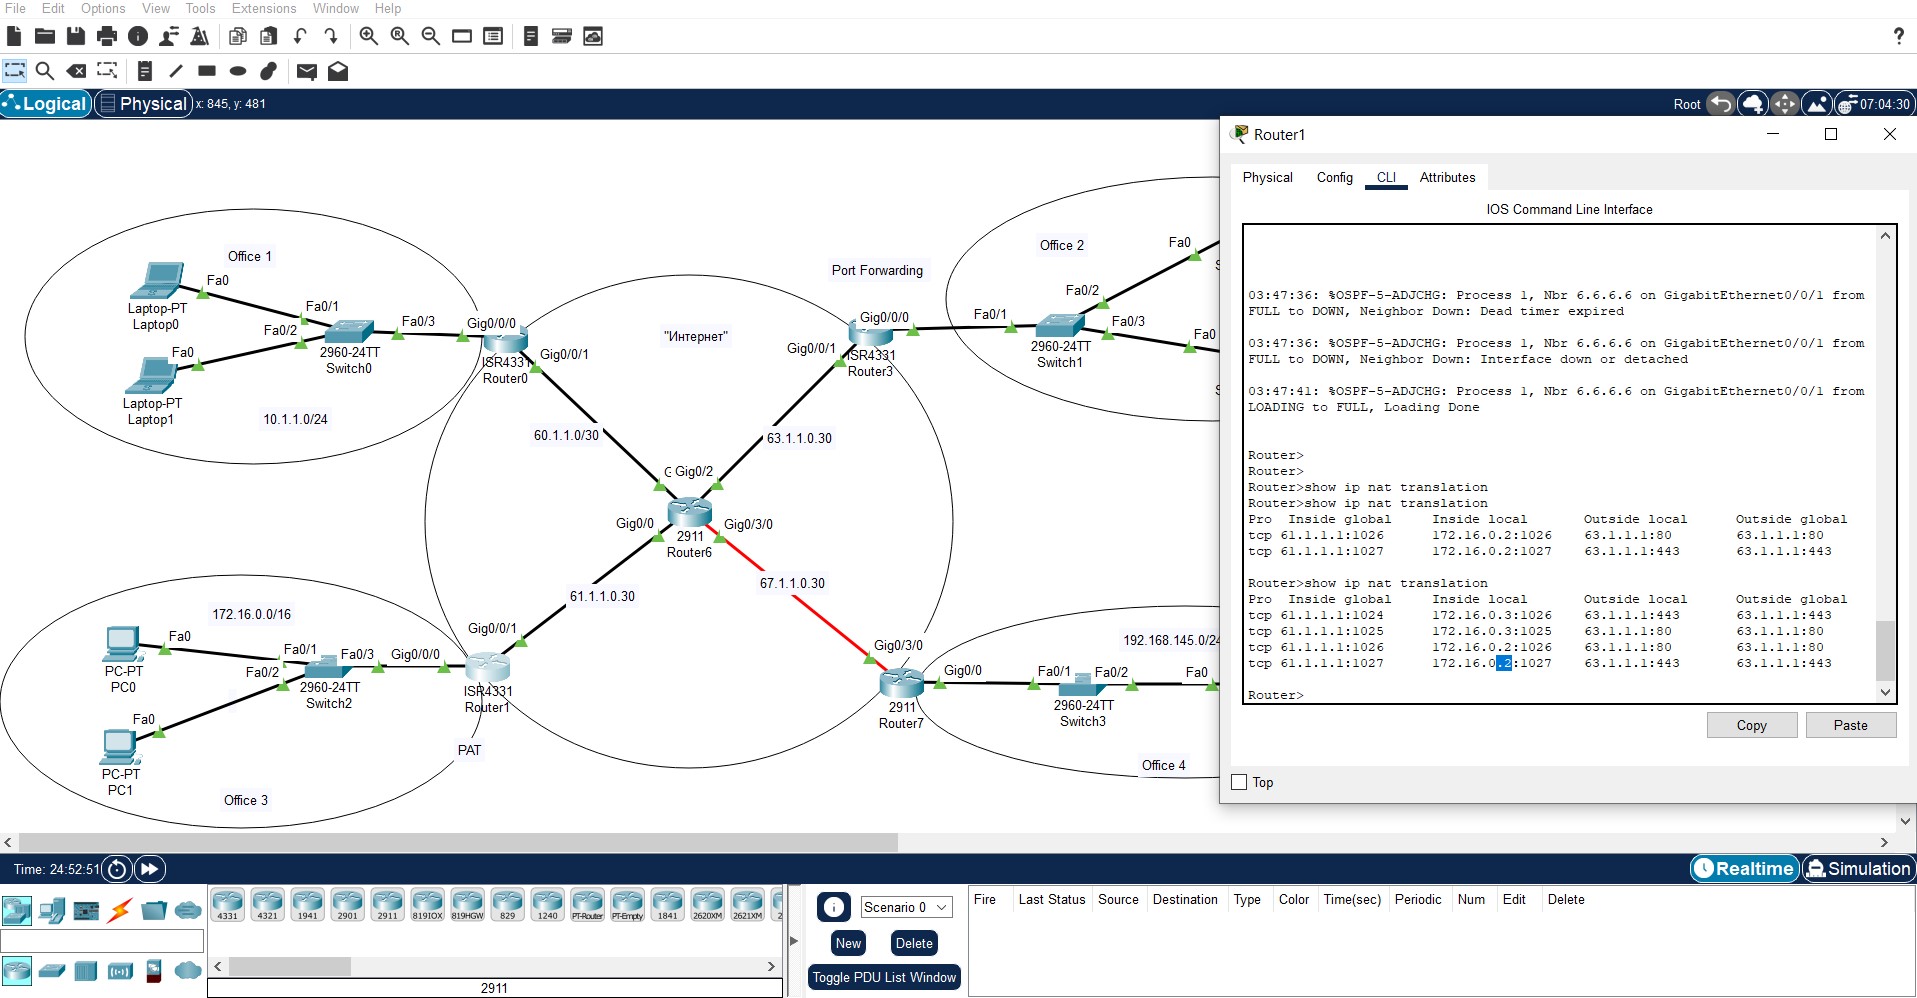 File Edit Options View Tools Extensions Window Help
?
Logical Physical x: 845, y: 481
Root 07:04:30
Office 1
Fa0
Laptop-PT
Laptop0
Fa0/1
Fa0/2
Fa0/3
Fa0
2960-24TT
Switch0
Laptop-PT
Laptop1
10.1.1.0/24
Gig0/0/0
Gig0/0/1
ISR4331
Router0
"Интернет"
60.1.1.0/30
Port Forwarding
Gig0/0/0
Gig0/0/1
ISR4331
Router3
63.1.1.0.30
Office 2
Fa0
Fa0/2
Fa0/1
Fa0/3
Fa0
2960-24TT
Switch1
Gig0/2
Gig0/0
Gig0/3/0
2911
Router6
61.1.1.0.30
67.1.1.0.30
172.16.0.0/16
Fa0
PC-PT
PC0
Fa0/1
Fa0/2
Fa0/3
Gig0/0/0
Gig0/0/1
2960-24TT
Switch2
ISR4331
Router1
Fa0
PC-PT
PC1
PAT
Office 3
Gig0/3/0
Gig0/0
2911
Router7
192.168.145.0/24
Fa0/1
Fa0/2
Fa0
2960-24TT
Switch3
Office 4
Router1
Physical Config CLI Attributes
IOS Command Line Interface
03:47:36: %OSPF-5-ADJCHG: Process 1, Nbr 6.6.6.6 on GigabitEthernet0/0/1 from
FULL to DOWN, Neighbor Down: Dead timer expired
03:47:36: %OSPF-5-ADJCHG: Process 1, Nbr 6.6.6.6 on GigabitEthernet0/0/1 from
FULL to DOWN, Neighbor Down: Interface down or detached
03:47:41: %OSPF-5-ADJCHG: Process 1, Nbr 6.6.6.6 on GigabitEthernet0/0/1 from
LOADING to FULL, Loading Done
Router>
Router>
Router>show ip nat translation
Router>show ip nat translation
Pro Inside global Inside local Outside local Outside global
tcp 61.1.1.1:1026 172.16.0.2:1026 63.1.1.1:80 63.1.1.1:80
tcp 61.1.1.1:1027 172.16.0.2:1027 63.1.1.1:443 63.1.1.1:443
Router>show ip nat translation
Pro Inside global Inside local Outside local Outside global
tcp 61.1.1.1:1024 172.16.0.3:1026 63.1.1.1:443 63.1.1.1:443
tcp 61.1.1.1:1025 172.16.0.3:1025 63.1.1.1:80 63.1.1.1:80
tcp 61.1.1.1:1026 172.16.0.2:1026 63.1.1.1:80 63.1.1.1:80
tcp 61.1.1.1:1027 172.16.0.2:1027 63.1.1.1:443 63.1.1.1:443
Router>
Copy Paste
Top
Time: 24:52:51
Realtime Simulation
4331 4321 1941 2901 2911 819IOX 819HGW 829 1240 PT-Router PT-Empty 1841 2620XM 2621XM 2
2911
Scenario 0
New Delete
Toggle PDU List Window
Fire Last Status Source Destination Type Color Time(sec) Periodic Num Edit Delete